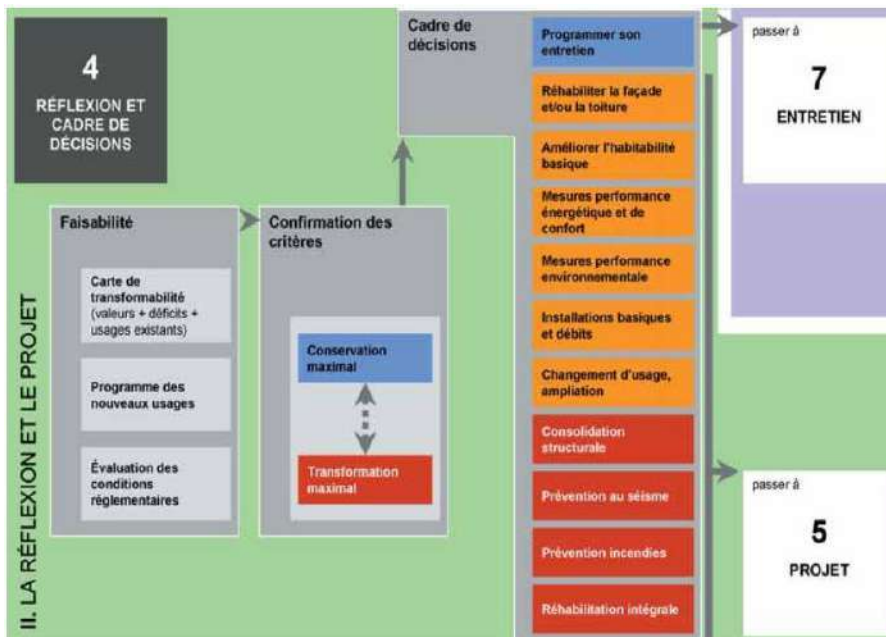 4
RÉFLEXION ET
CADRE DE
DÉCISIONS
II. LA RÉFLEXION ET LE PROJET
Faisabilité
Carte de
transformabilité
(valeurs + déficits +
usages existants)
Programme des
nouveaux usages
Évaluation des
conditions
règlementaires
Confirmation des
critères
Conservation
maximal
Transformation
maximal
Cadre de
décisions
Programmer son
entretien
Réhabiliter la façade
et/ou la toiture
Améliorer l'habitabilité
basique
Mesures performance
énergétique et de
confort
Mesures performance
environnementale
Installations basiques
et débits
Changement d'usage,
ampliation
Consolidation
structurale
Prévention au séisme
Prévention incendies
Réhabilitation intégrale
passer à
7
ENTRETIEN
passer à
5
PROJET